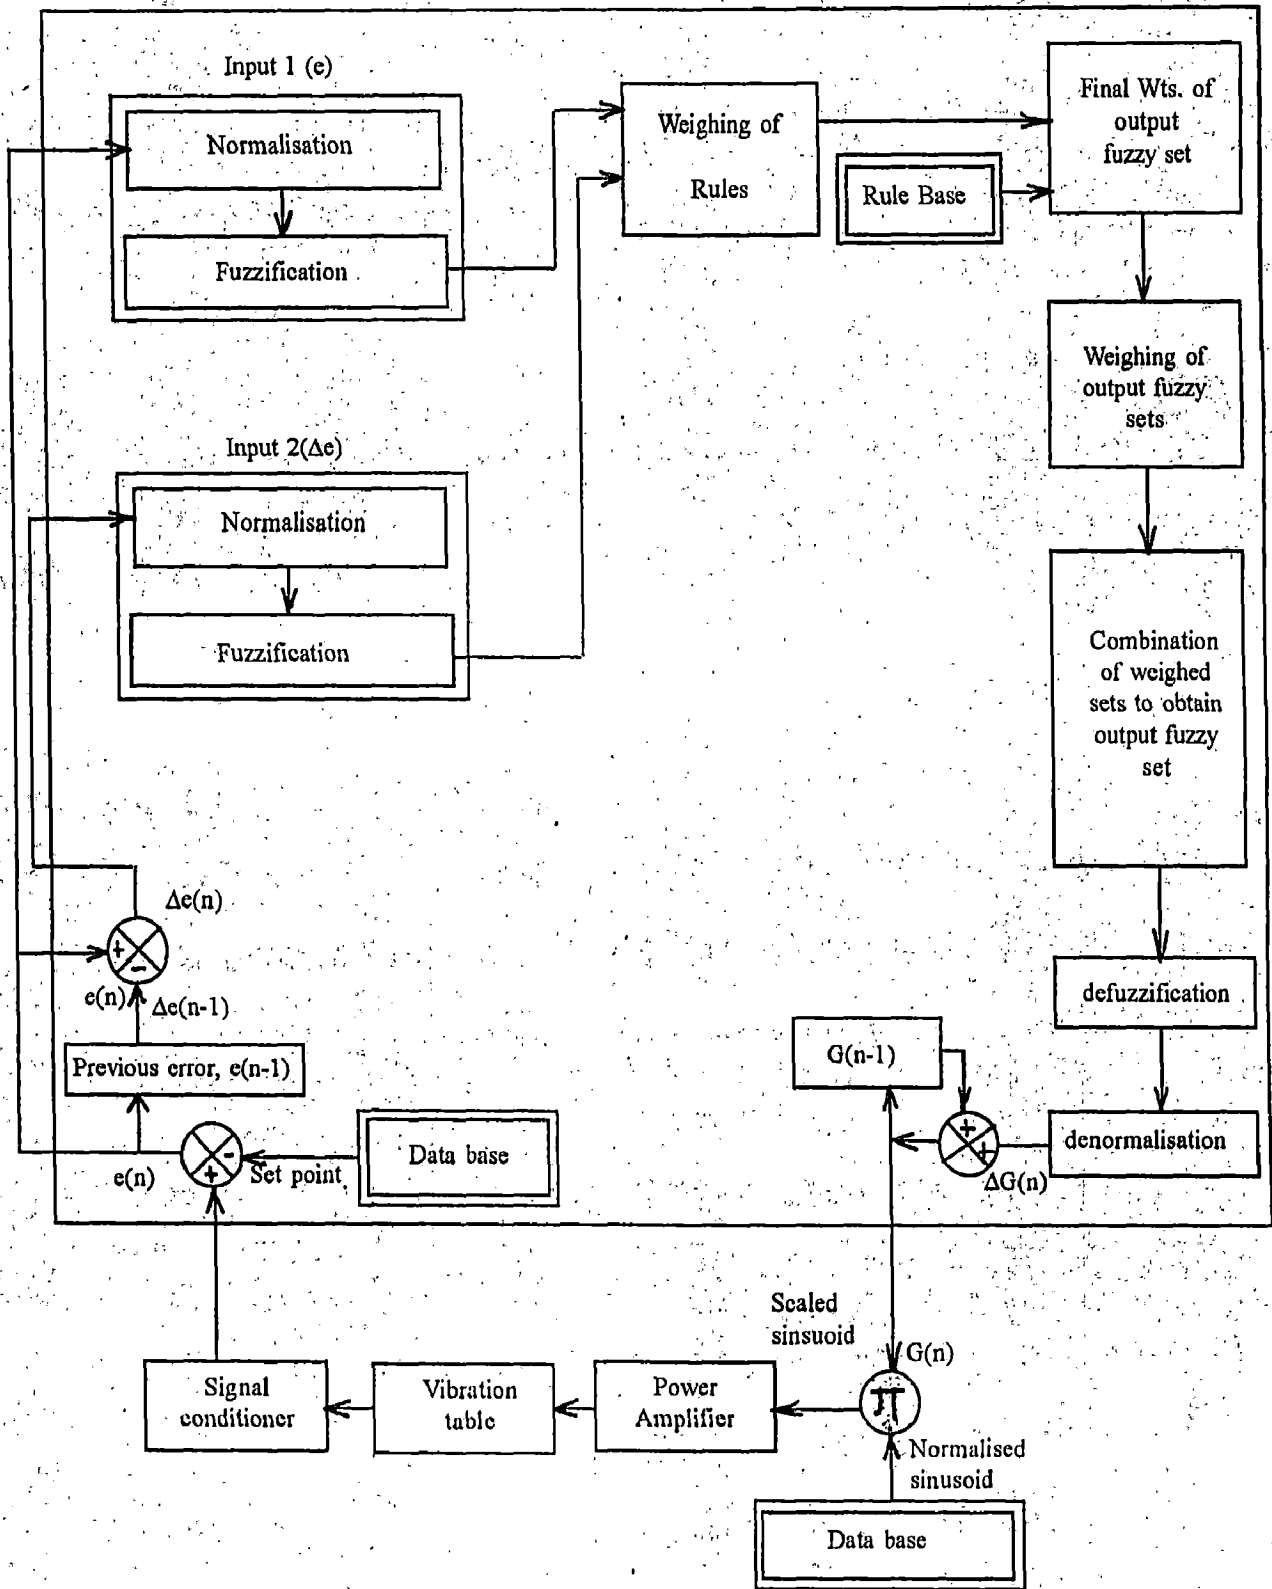 Input 1 (e)
Normalisation
Fuzzification
Weighing of
Rules
Rule Base
Final Wts. of
output
fuzzy set
Weighing of
output fuzzy
sets
Input 2(Δe)
Normalisation
Fuzzification
Combination
of weighed
sets to obtain
output fuzzy
set
Δe(n)
+
-
e(n)
Δe(n-1)
defuzzification
Previous error, e(n-1)
G(n-1)
+
+
denormalisation
ΔG(n)
-
+
e(n)
Set point
Data base
Scaled
sinsuoid
G(n)
Signal
conditioner
Vibration
table
Power
Amplifier
π
Normalised
sinusoid
Data base